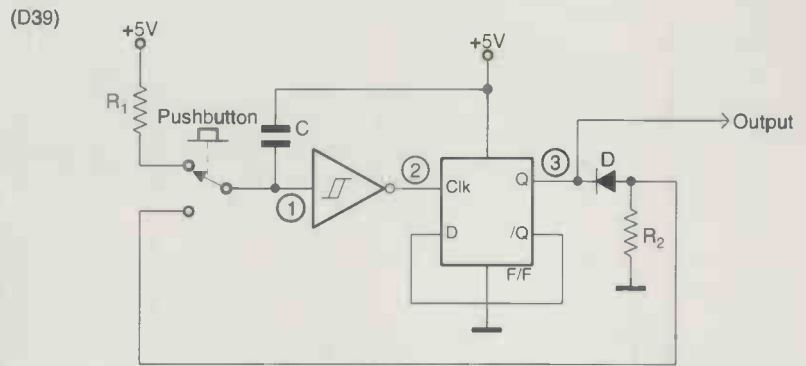 (D39)
+5V
+5V
R1
Pushbutton
C
1
2
3
Clk
Q
D
/Q
F/F
D
R2
Output